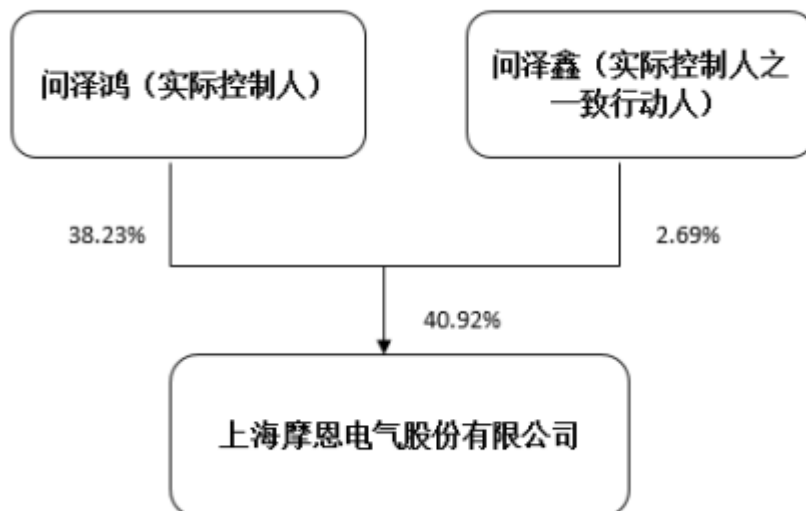 问泽鸿（实际控制人）
问泽鑫（实际控制人之
一致行动人）
38.23%
2.69%
40.92%
上海摩恩电气股份有限公司